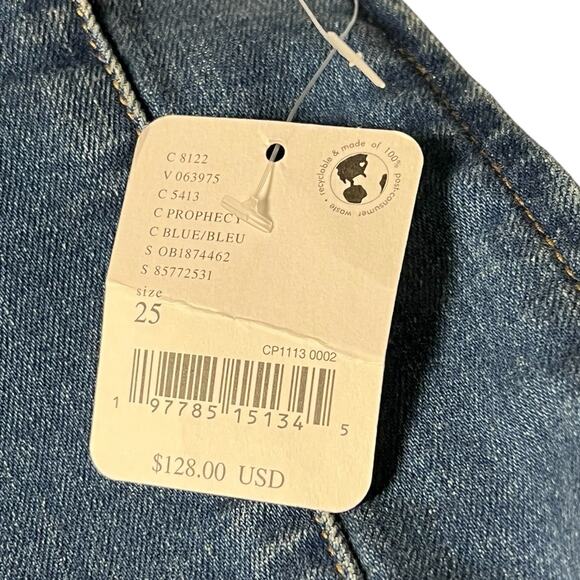 C 8122
V 063975
C 5413
C PROPHECY
C BLUE/BLEU
S OB1874462
S 85772531
size
25
CP1113 0002
1 97785 15134 5
$128.00 USD
recyclable & made of 100% post-consumer waste •